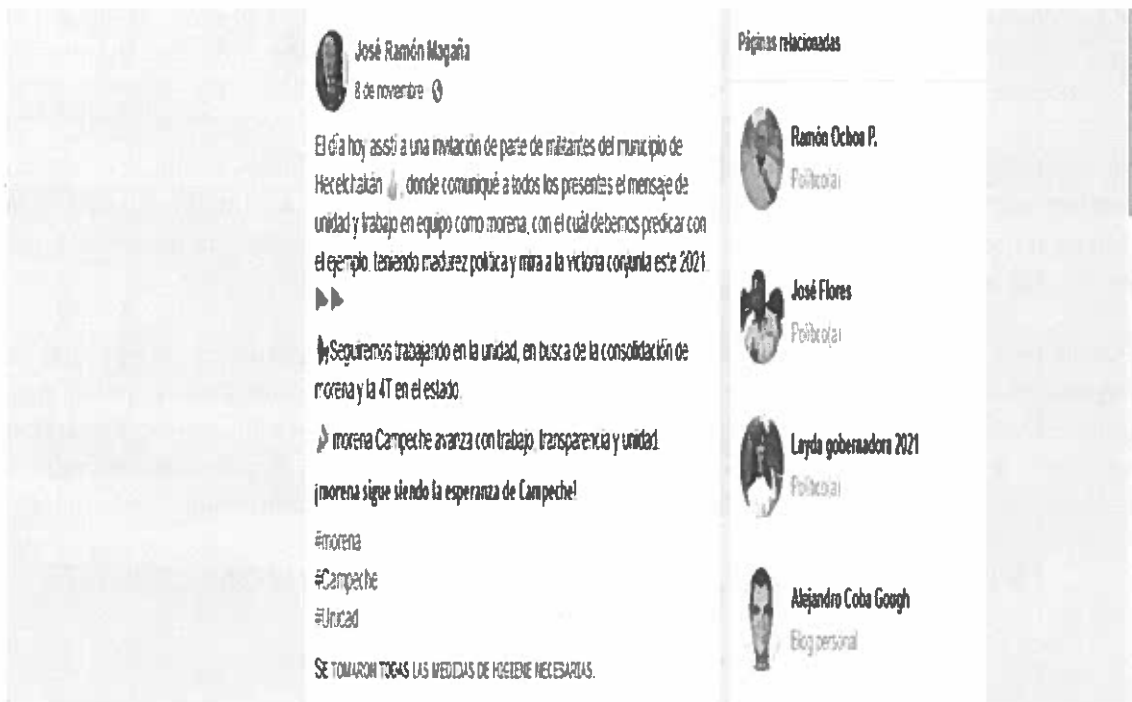 José Ramón Magaña
8 de noviembre
El día hoy asistí a una invitación de parte de militantes del municipio de
Hecelchakán, donde comuniqué a todos los presentes el mensaje de
unidad y trabajo en equipo como morena, con el cuál debemos predicar con
el ejemplo, teniendo madurez política y mira a la victoria conjunta este 2021.
Seguiremos trabajando en la unidad, en busca de la consolidación de
morena y la 4T en el estado.
morena Campeche avanza con trabajo, transparencia y unidad.
¡morena sigue siendo la esperanza de Campeche!
#morena
#Campeche
#Unidad
SE TOMARON TODAS LAS MEDIDAS DE HIGIENE NECESARIAS.
Páginas relacionadas
Ramón Ochoa P.
Político(a)
José Flores
Político(a)
Layda gobernadora 2021
Político(a)
Alejandro Coba Gough
Blog personal